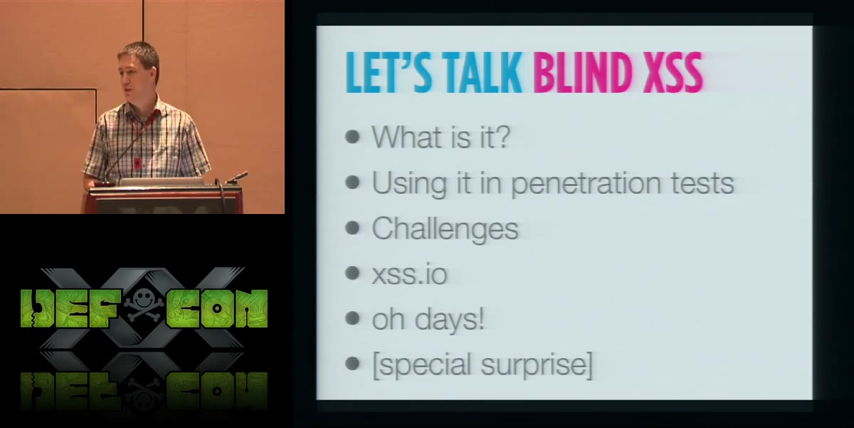 LET'S TALK BLIND XSS
• What is it?
• Using it in penetration tests
• Challenges
• xss.io
• oh days!
• [special surprise]
XX
DEF CON